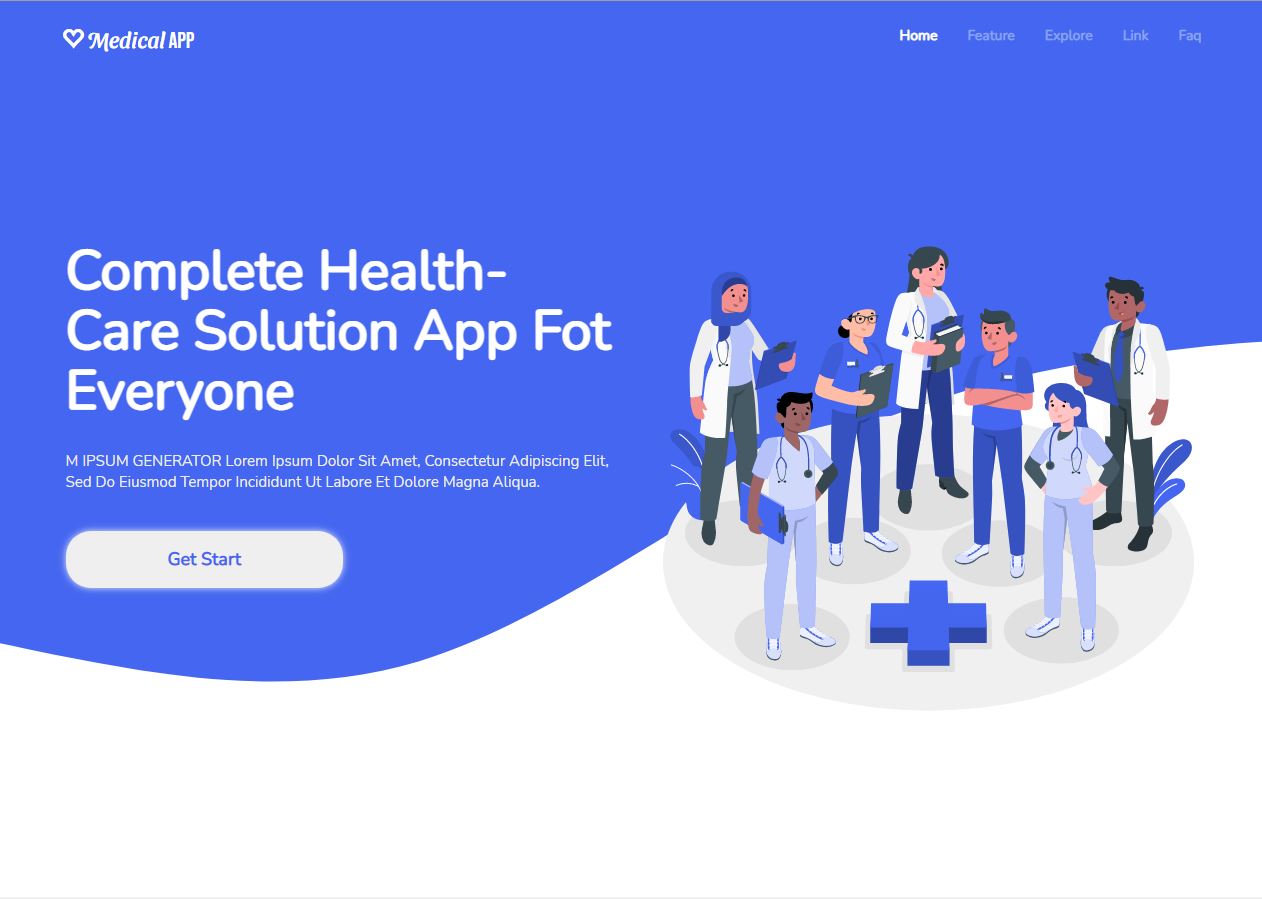 Medical APP
Home Feature Explore Link Faq
Complete Health-
Care Solution App Fot
Everyone
M IPSUM GENERATOR Lorem Ipsum Dolor Sit Amet, Consectetur Adipiscing Elit,
Sed Do Eiusmod Tempor Incididunt Ut Labore Et Dolore Magna Aliqua.
Get Start